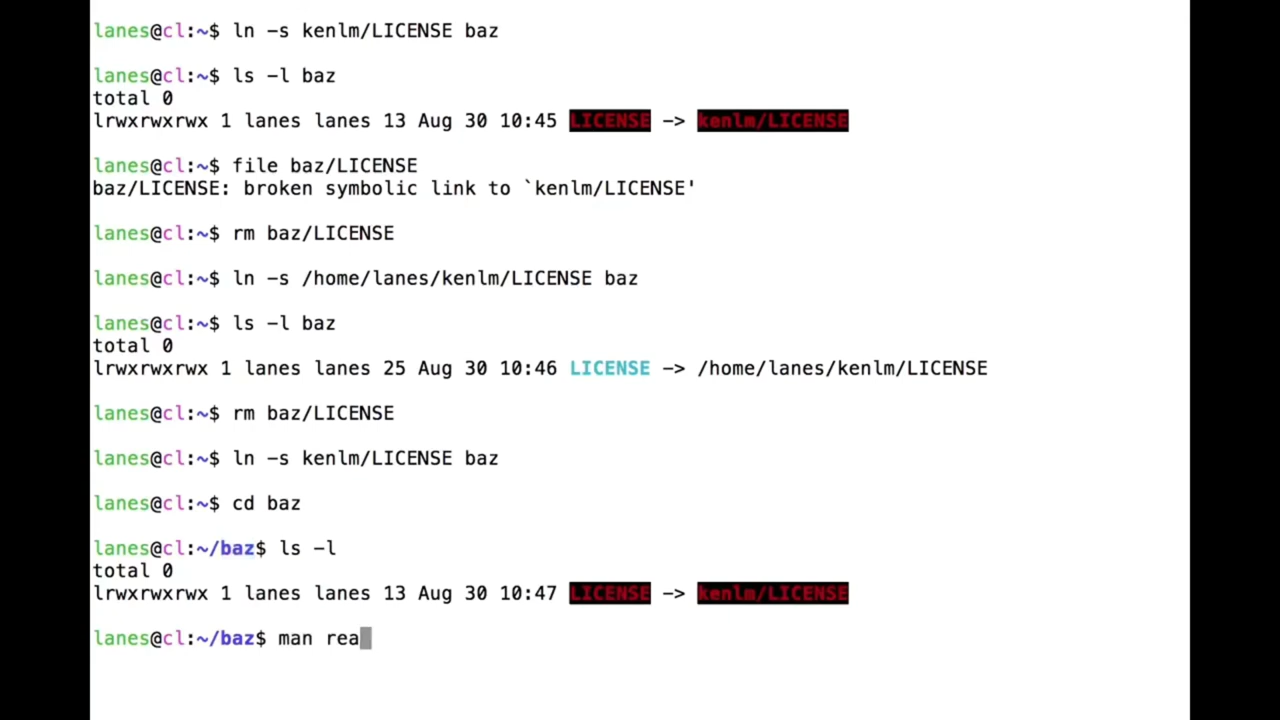 lanes@cl:~$ ln -s kenlm/LICENSE baz
lanes@cl:~$ ls -l baz
total 0
lrwxrwxrwx 1 lanes lanes 13 Aug 30 10:45 LICENSE -> kenlm/LICENSE
lanes@cl:~$ file baz/LICENSE
baz/LICENSE: broken symbolic link to `kenlm/LICENSE'
lanes@cl:~$ rm baz/LICENSE
lanes@cl:~$ ln -s /home/lanes/kenlm/LICENSE baz
lanes@cl:~$ ls -l baz
total 0
lrwxrwxrwx 1 lanes lanes 25 Aug 30 10:46 LICENSE -> /home/lanes/kenlm/LICENSE
lanes@cl:~$ rm baz/LICENSE
lanes@cl:~$ ln -s kenlm/LICENSE baz
lanes@cl:~$ cd baz
lanes@cl:~/baz$ ls -l
total 0
lrwxrwxrwx 1 lanes lanes 13 Aug 30 10:47 LICENSE -> kenlm/LICENSE
lanes@cl:~/baz$ man rea